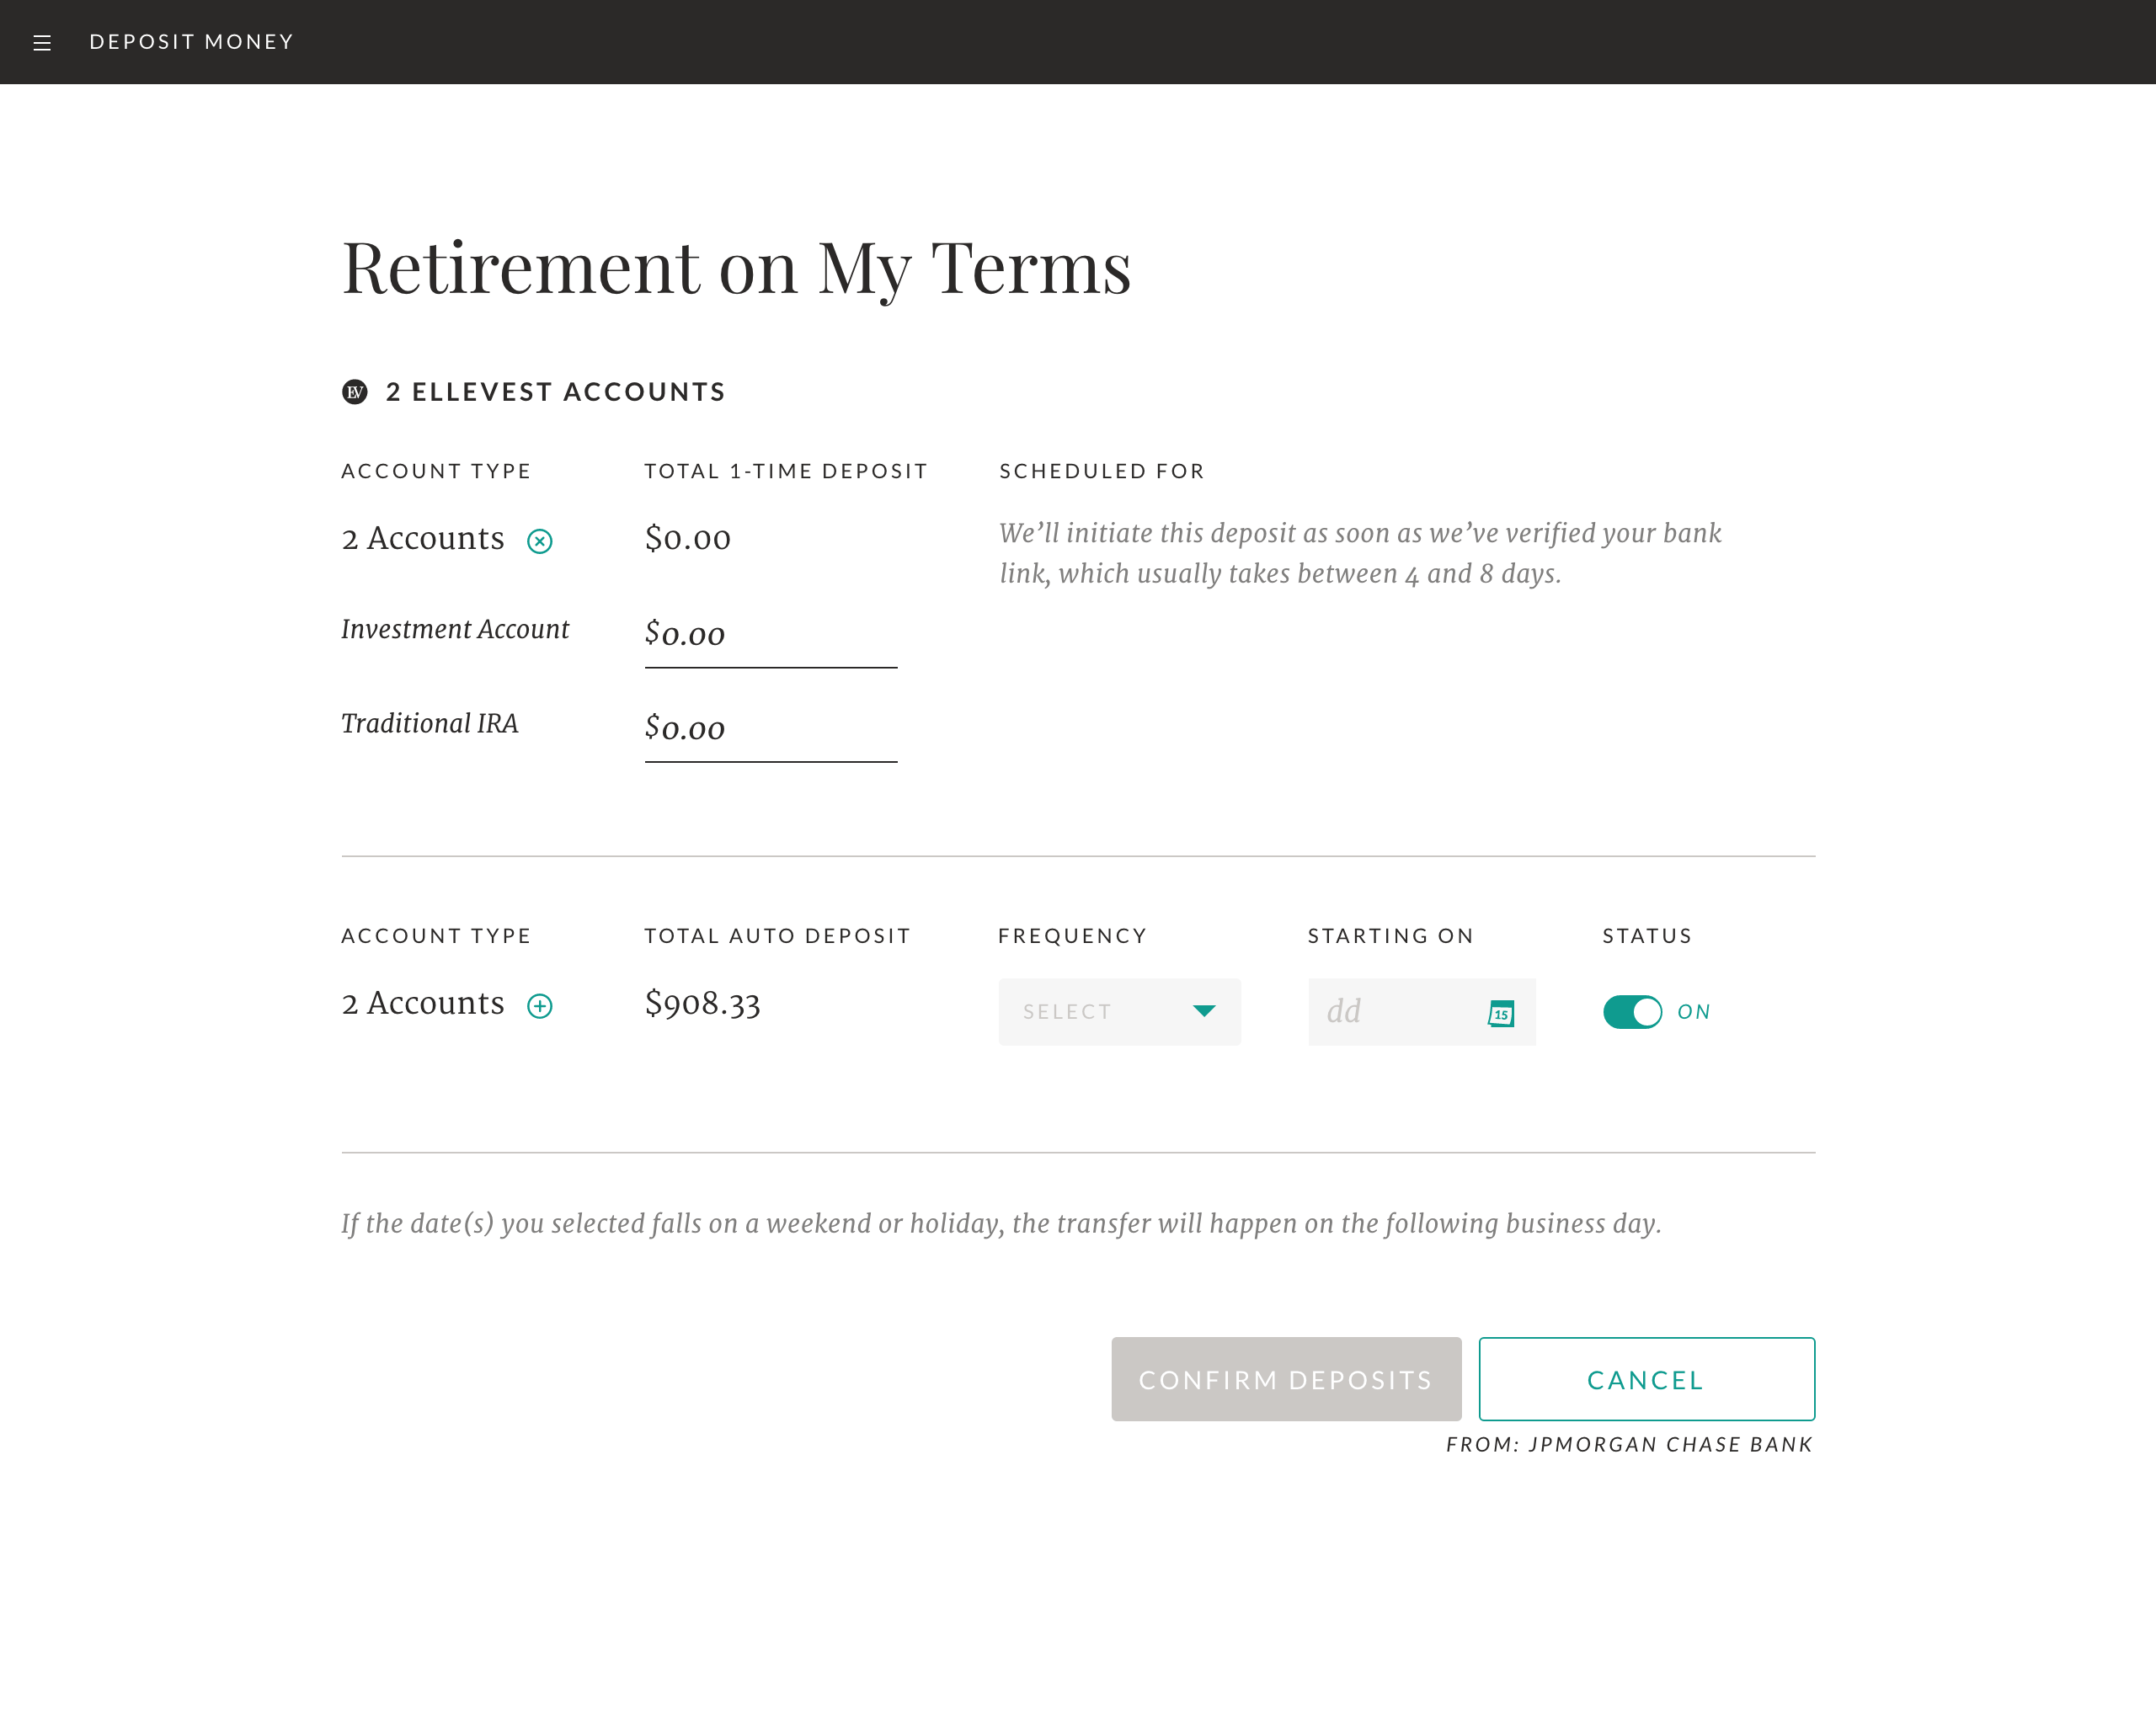 DEPOSIT MONEY
Retirement on My Terms
EV 2 ELLEVEST ACCOUNTS
ACCOUNT TYPE TOTAL 1-TIME DEPOSIT SCHEDULED FOR
2 Accounts $0.00 We’ll initiate this deposit as soon as we’ve verified your bank
link, which usually takes between 4 and 8 days.
Investment Account $0.00
Traditional IRA $0.00
ACCOUNT TYPE TOTAL AUTO DEPOSIT FREQUENCY STARTING ON STATUS
2 Accounts $908.33 SELECT dd 15 ON
If the date(s) you selected falls on a weekend or holiday, the transfer will happen on the following business day.
CONFIRM DEPOSITS CANCEL
FROM: JPMORGAN CHASE BANK